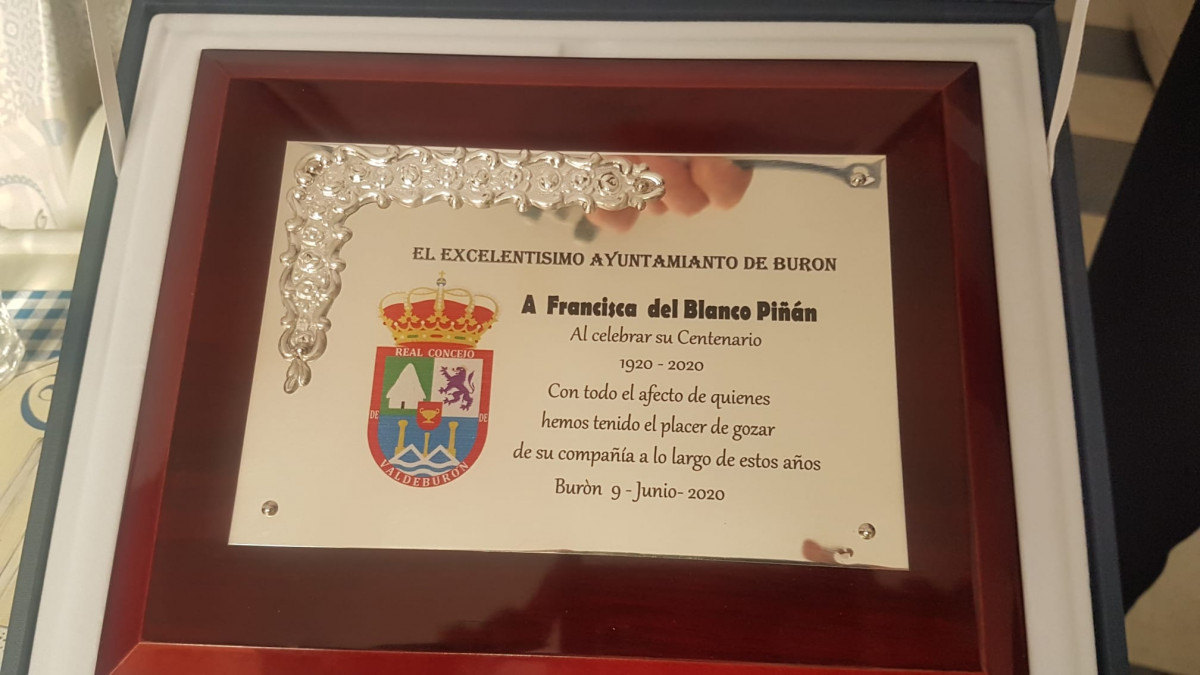 EL EXCELENTISIMO AYUNTAMIANTO DE BURON
A Francisca del Blanco Piñán
Al celebrar su Centenario
1920 - 2020
Con todo el afecto de quienes
hemos tenido el placer de gozar
de su compañía a lo largo de estos años
Buròn 9 - Junio- 2020
REAL CONCEJO
DE DE
VALDEBURÓN